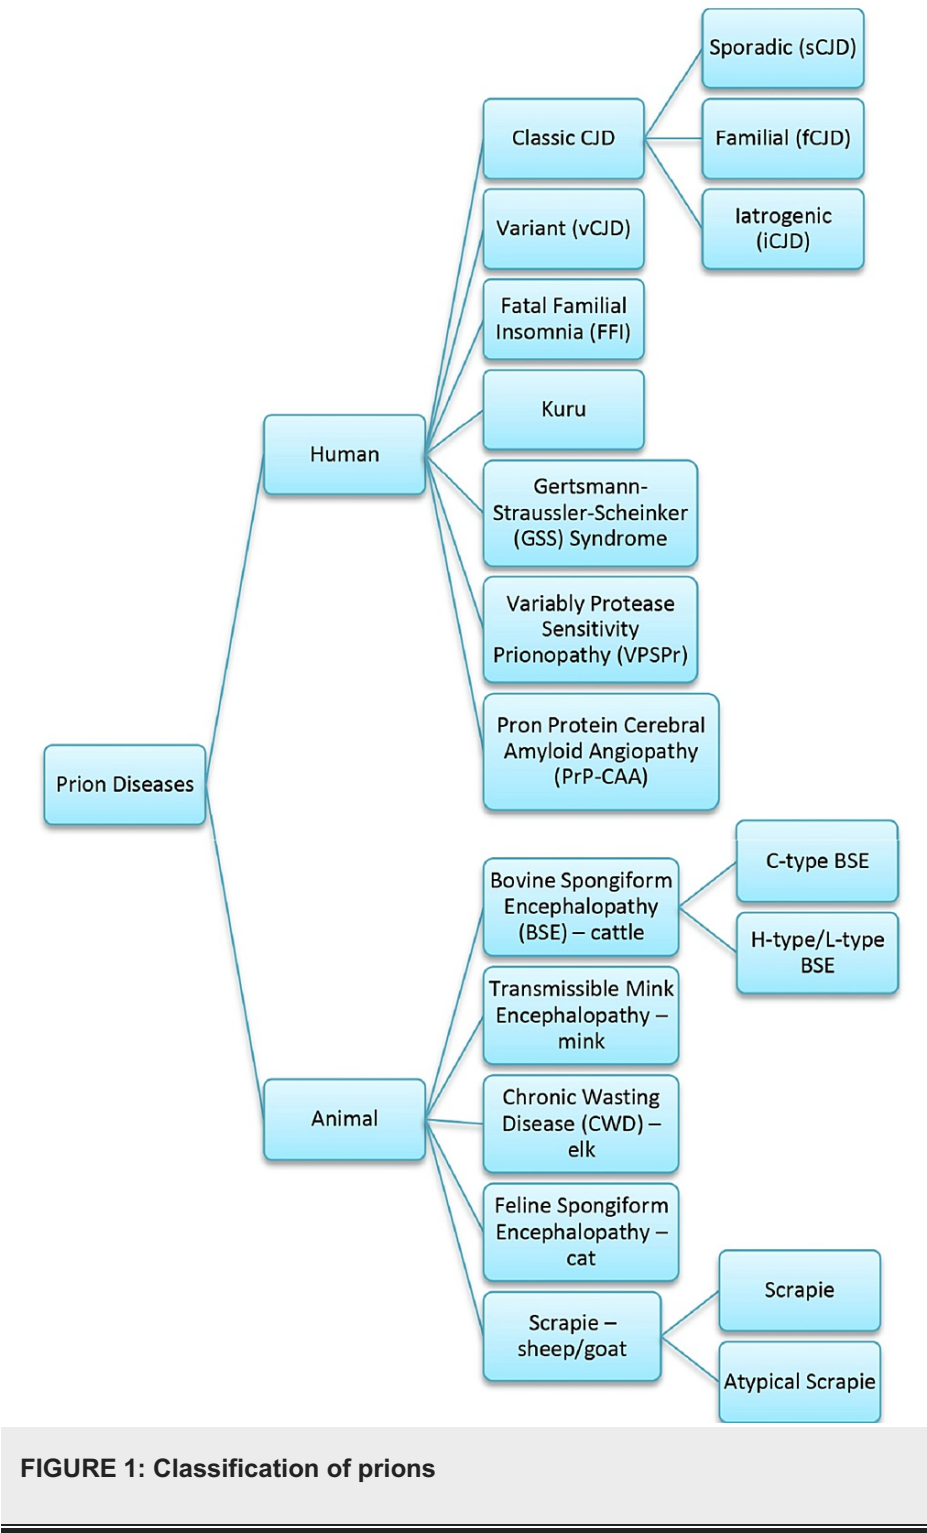 Sporadic (sCJD)
Classic CJD
Familial (fCJD)
Iatrogenic
(iCJD)
Variant (vCJD)
Fatal Familial
Insomnia (FFI)
Kuru
Human
Gertsmann-
Straussler-Scheinker
(GSS) Syndrome
Variably Protease
Sensitivity
Prionopathy (VPSPr)
Pron Protein Cerebral
Amyloid Angiopathy
(PrP-CAA)
Prion Diseases
Bovine Spongiform
Encephalopathy
(BSE) – cattle
C-type BSE
H-type/L-type
BSE
Transmissible Mink
Encephalopathy –
mink
Animal
Chronic Wasting
Disease (CWD) –
elk
Feline Spongiform
Encephalopathy –
cat
Scrapie –
sheep/goat
Scrapie
Atypical Scrapie
FIGURE 1: Classification of prions